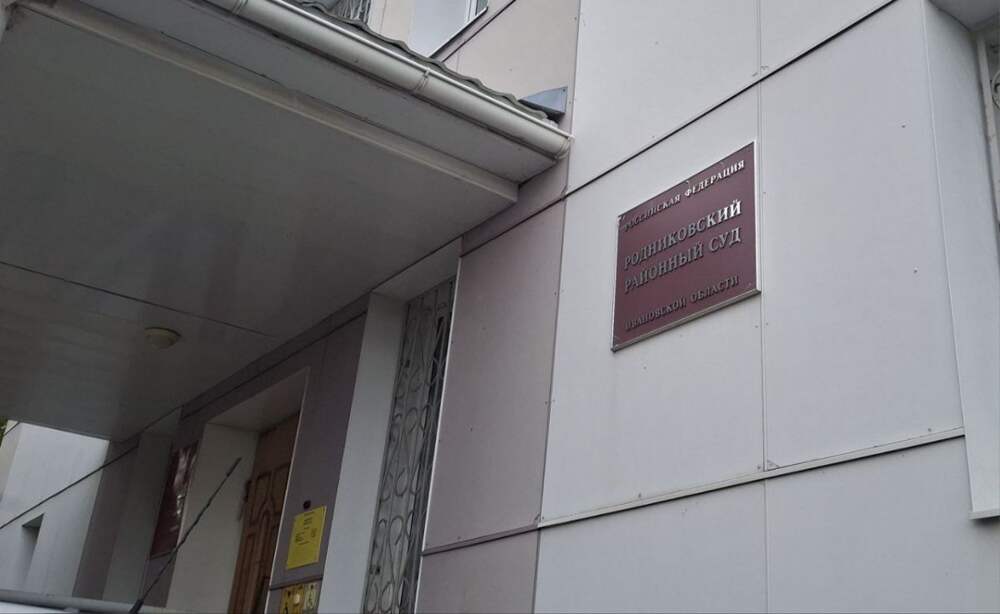 РОССИЙСКАЯ ФЕДЕРАЦИЯ
РОДНИКОВСКИЙ
РАЙОННЫЙ СУД
ИВАНОВСКОЙ ОБЛАСТИ